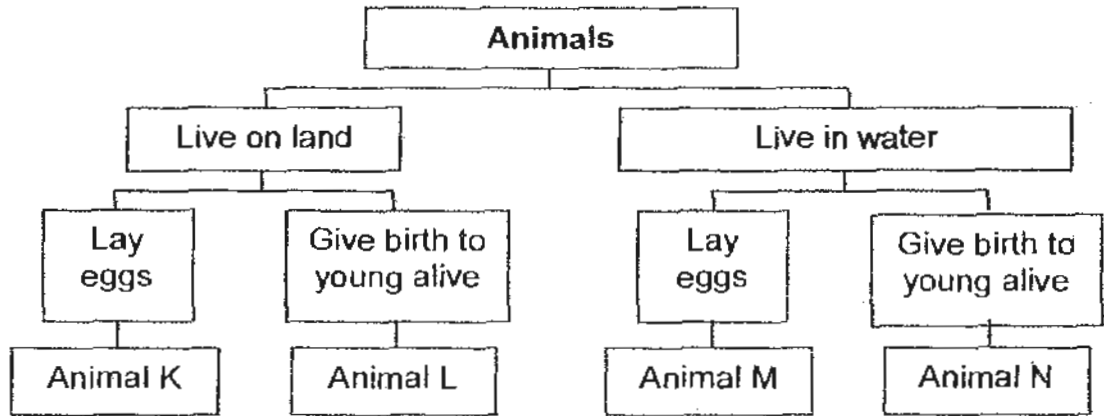 Animals
Live on land
Live in water
Lay
eggs
Give birth to
young alive
Lay
eggs
Give birth to
young alive
Animal K
Animal L
Animal M
Animal N